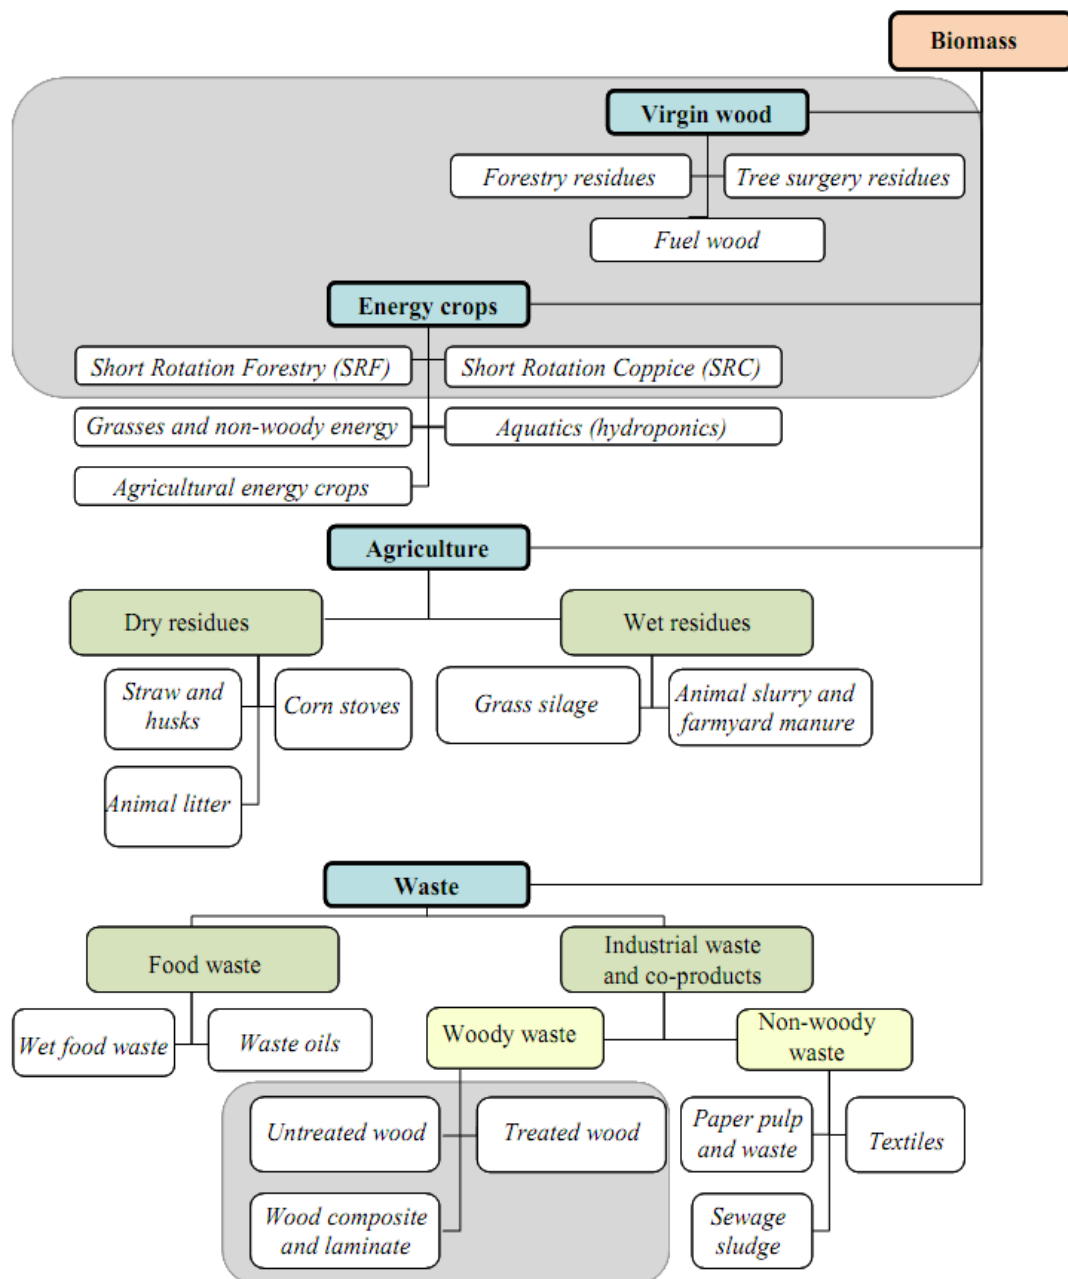 Biomass
Virgin wood
Forestry residues
Tree surgery residues
Fuel wood
Energy crops
Short Rotation Forestry (SRF)
Short Rotation Coppice (SRC)
Grasses and non-woody energy
Aquatics (hydroponics)
Agricultural energy crops
Agriculture
Dry residues
Wet residues
Straw and
husks
Corn stoves
Grass silage
Animal slurry and
farmyard manure
Animal litter
Waste
Food waste
Industrial waste
and co-products
Wet food waste
Waste oils
Woody waste
Non-woody
waste
Untreated wood
Treated wood
Paper pulp
and waste
Textiles
Wood composite
and laminate
Sewage
sludge